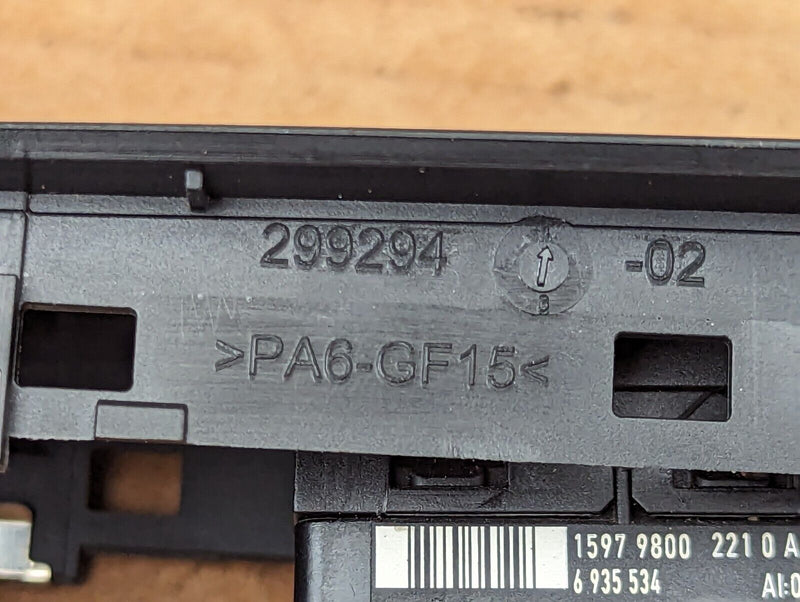 299294 -02
>PA6-GF15<
1597 9800 221 0 A
6 935 534 AI:0